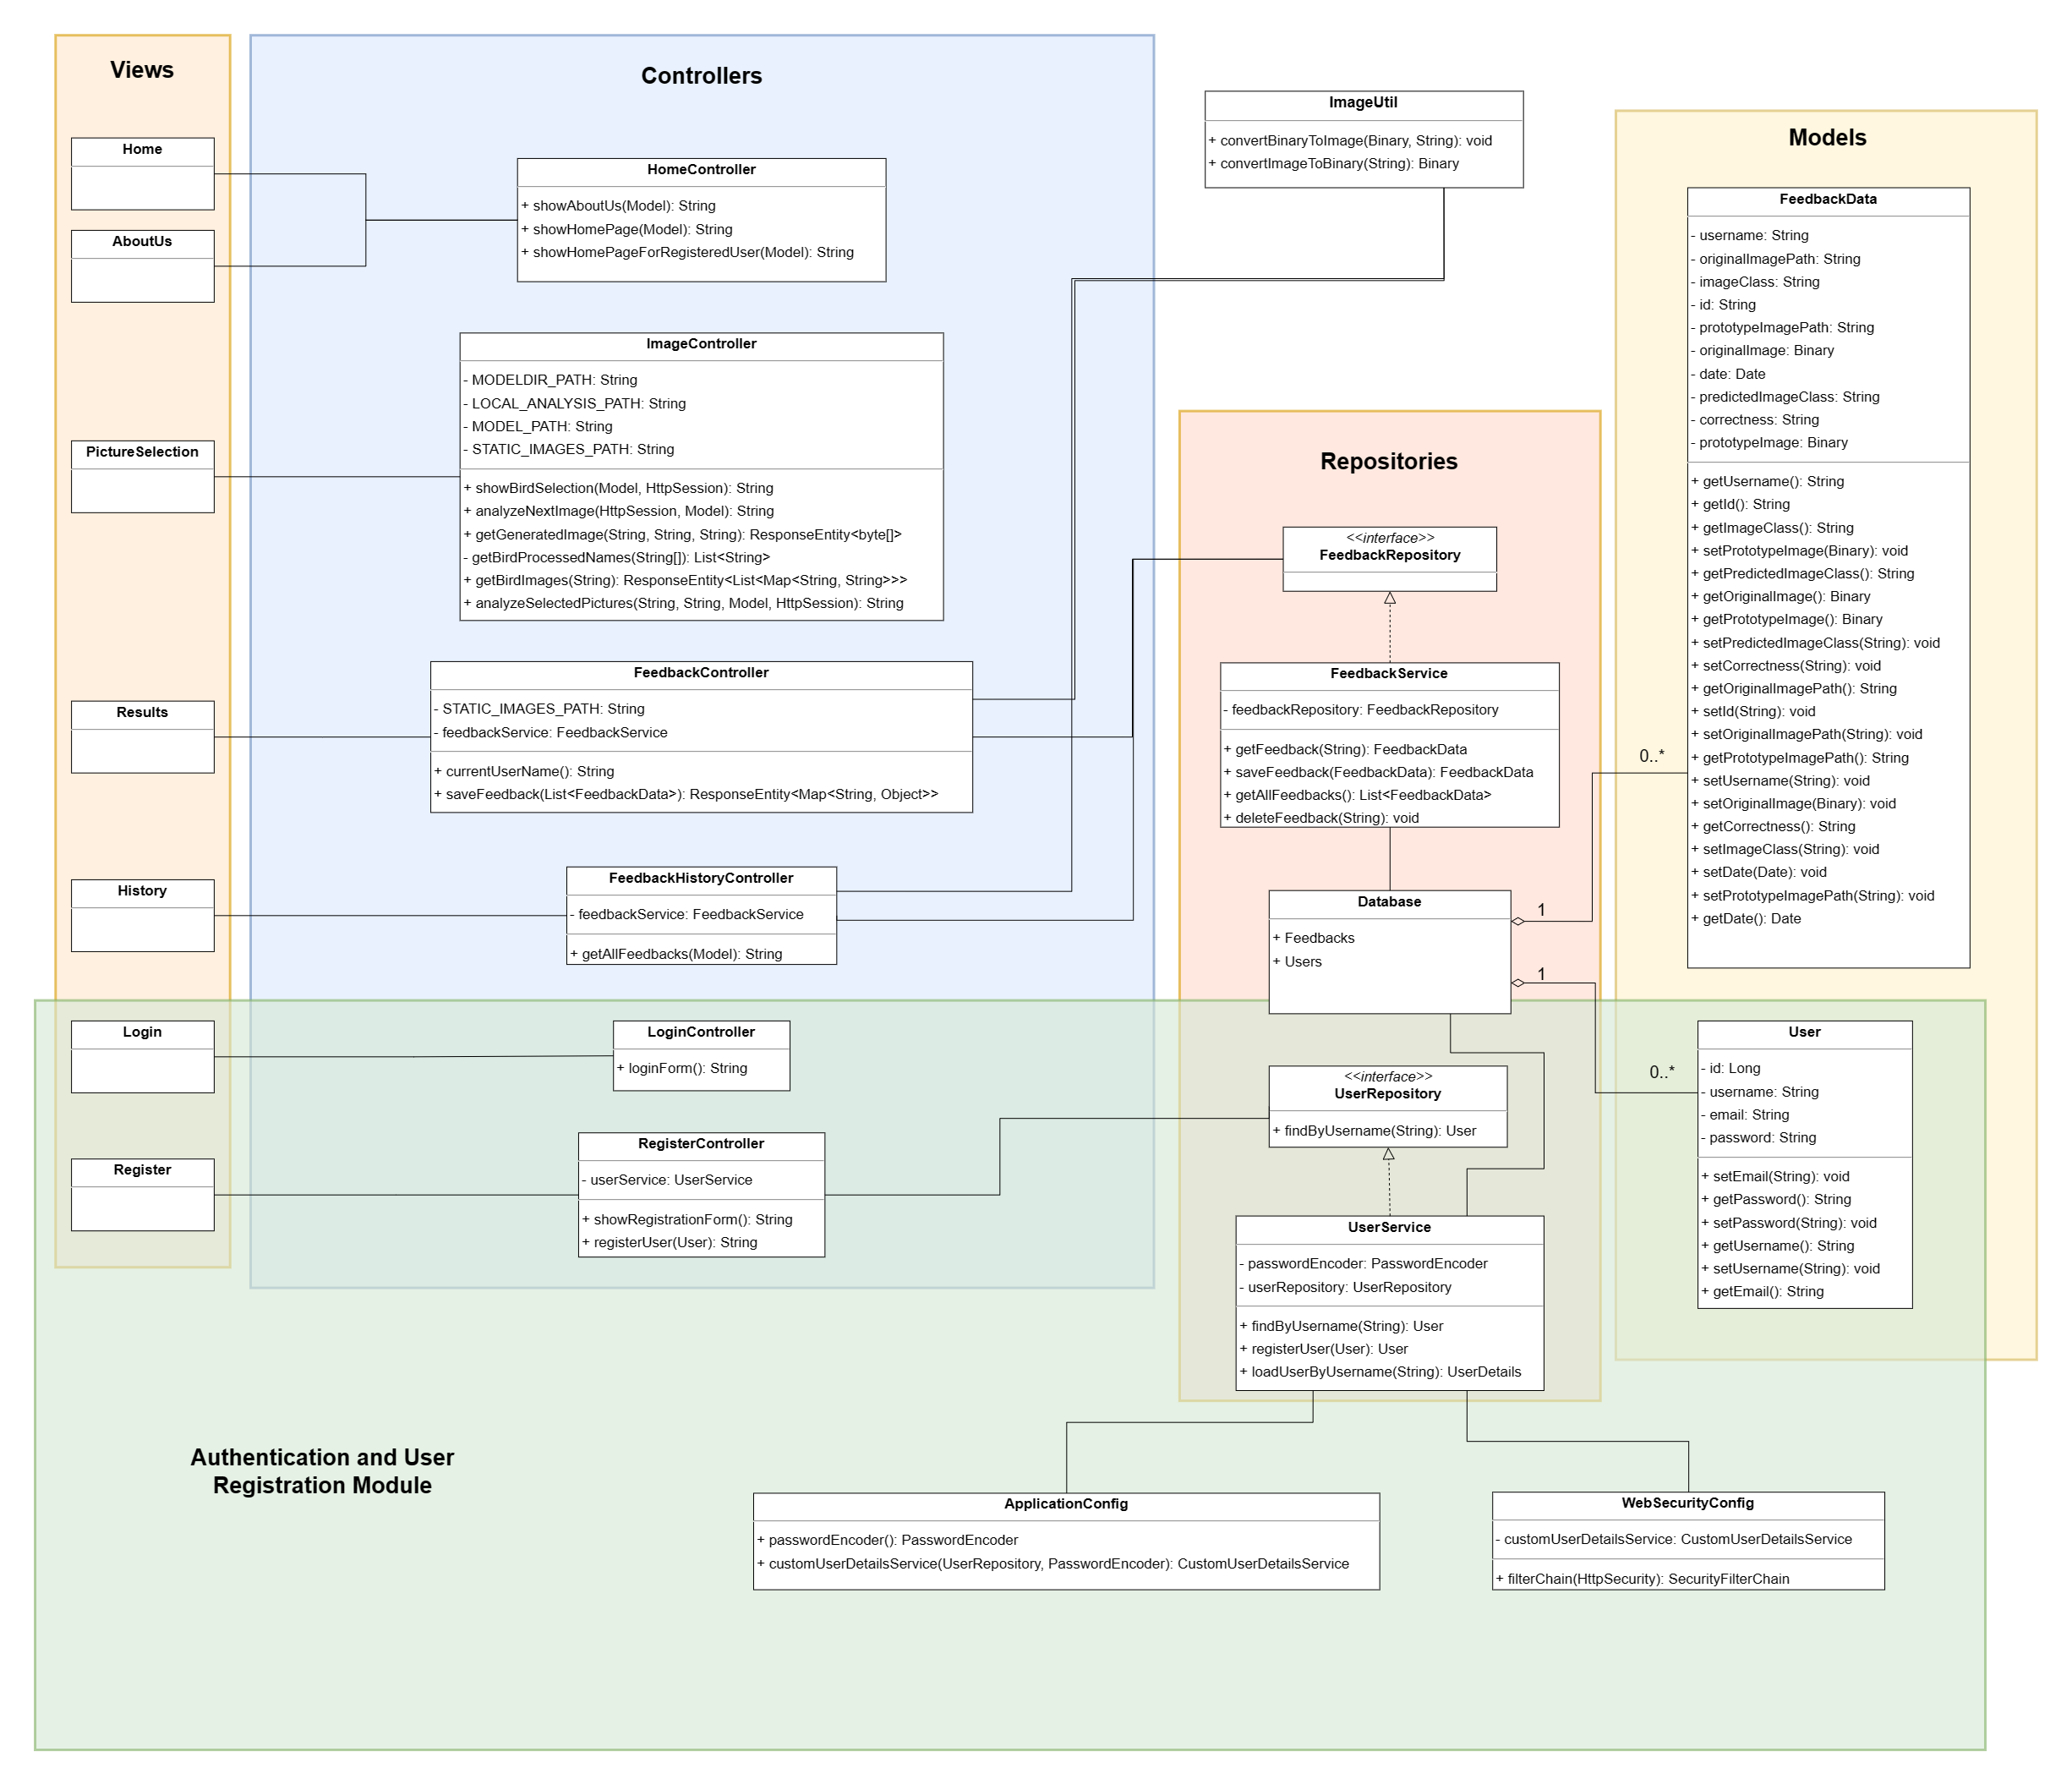 Views
Home
AboutUs
PictureSelection
Results
History
Login
Register
Controllers
HomeController
+ showAboutUs(Model): String
+ showHomePage(Model): String
+ showHomePageForRegisteredUser(Model): String
ImageController
- MODELDIR_PATH: String
- LOCAL_ANALYSIS_PATH: String
- MODEL_PATH: String
- STATIC_IMAGES_PATH: String
+ showBirdSelection(Model, HttpSession): String
+ analyzeNextImage(HttpSession, Model): String
+ getGeneratedImage(String, String, String): ResponseEntity<byte[]>
- getBirdProcessedNames(String[]): List<String>
+ getBirdImages(String): ResponseEntity<List<Map<String, String>>>
+ analyzeSelectedPictures(String, String, Model, HttpSession): String
FeedbackController
- STATIC_IMAGES_PATH: String
- feedbackService: FeedbackService
+ currentUserName(): String
+ saveFeedback(List<FeedbackData>): ResponseEntity<Map<String, Object>>
FeedbackHistoryController
- feedbackService: FeedbackService
+ getAllFeedbacks(Model): String
LoginController
+ loginForm(): String
RegisterController
- userService: UserService
+ showRegistrationForm(): String
+ registerUser(User): String
ImageUtil
+ convertBinaryToImage(Binary, String): void
+ convertImageToBinary(String): Binary
Repositories
<<interface>>
FeedbackRepository
FeedbackService
- feedbackRepository: FeedbackRepository
+ getFeedback(String): FeedbackData
+ saveFeedback(FeedbackData): FeedbackData
+ getAllFeedbacks(): List<FeedbackData>
+ deleteFeedback(String): void
Database
+ Feedbacks
+ Users
1
1
0..*
0..*
<<interface>>
UserRepository
+ findByUsername(String): User
UserService
- passwordEncoder: PasswordEncoder
- userRepository: UserRepository
+ findByUsername(String): User
+ registerUser(User): User
+ loadUserByUsername(String): UserDetails
Models
FeedbackData
- username: String
- originalImagePath: String
- imageClass: String
- id: String
- prototypeImagePath: String
- originalImage: Binary
- date: Date
- predictedImageClass: String
- correctness: String
- prototypeImage: Binary
+ getUsername(): String
+ getId(): String
+ getImageClass(): String
+ setPrototypeImage(Binary): void
+ getPredictedImageClass(): String
+ getOriginalImage(): Binary
+ getPrototypeImage(): Binary
+ setPredictedImageClass(String): void
+ setCorrectness(String): void
+ getOriginalImagePath(): String
+ setId(String): void
+ setOriginalImagePath(String): void
+ getPrototypeImagePath(): String
+ setUsername(String): void
+ setOriginalImage(Binary): void
+ getCorrectness(): String
+ setImageClass(String): void
+ setDate(Date): void
+ setPrototypeImagePath(String): void
+ getDate(): Date
User
- id: Long
- username: String
- email: String
- password: String
+ setEmail(String): void
+ getPassword(): String
+ setPassword(String): void
+ getUsername(): String
+ setUsername(String): void
+ getEmail(): String
Authentication and User
Registration Module
ApplicationConfig
+ passwordEncoder(): PasswordEncoder
+ customUserDetailsService(UserRepository, PasswordEncoder): CustomUserDetailsService
WebSecurityConfig
- customUserDetailsService: CustomUserDetailsService
+ filterChain(HttpSecurity): SecurityFilterChain